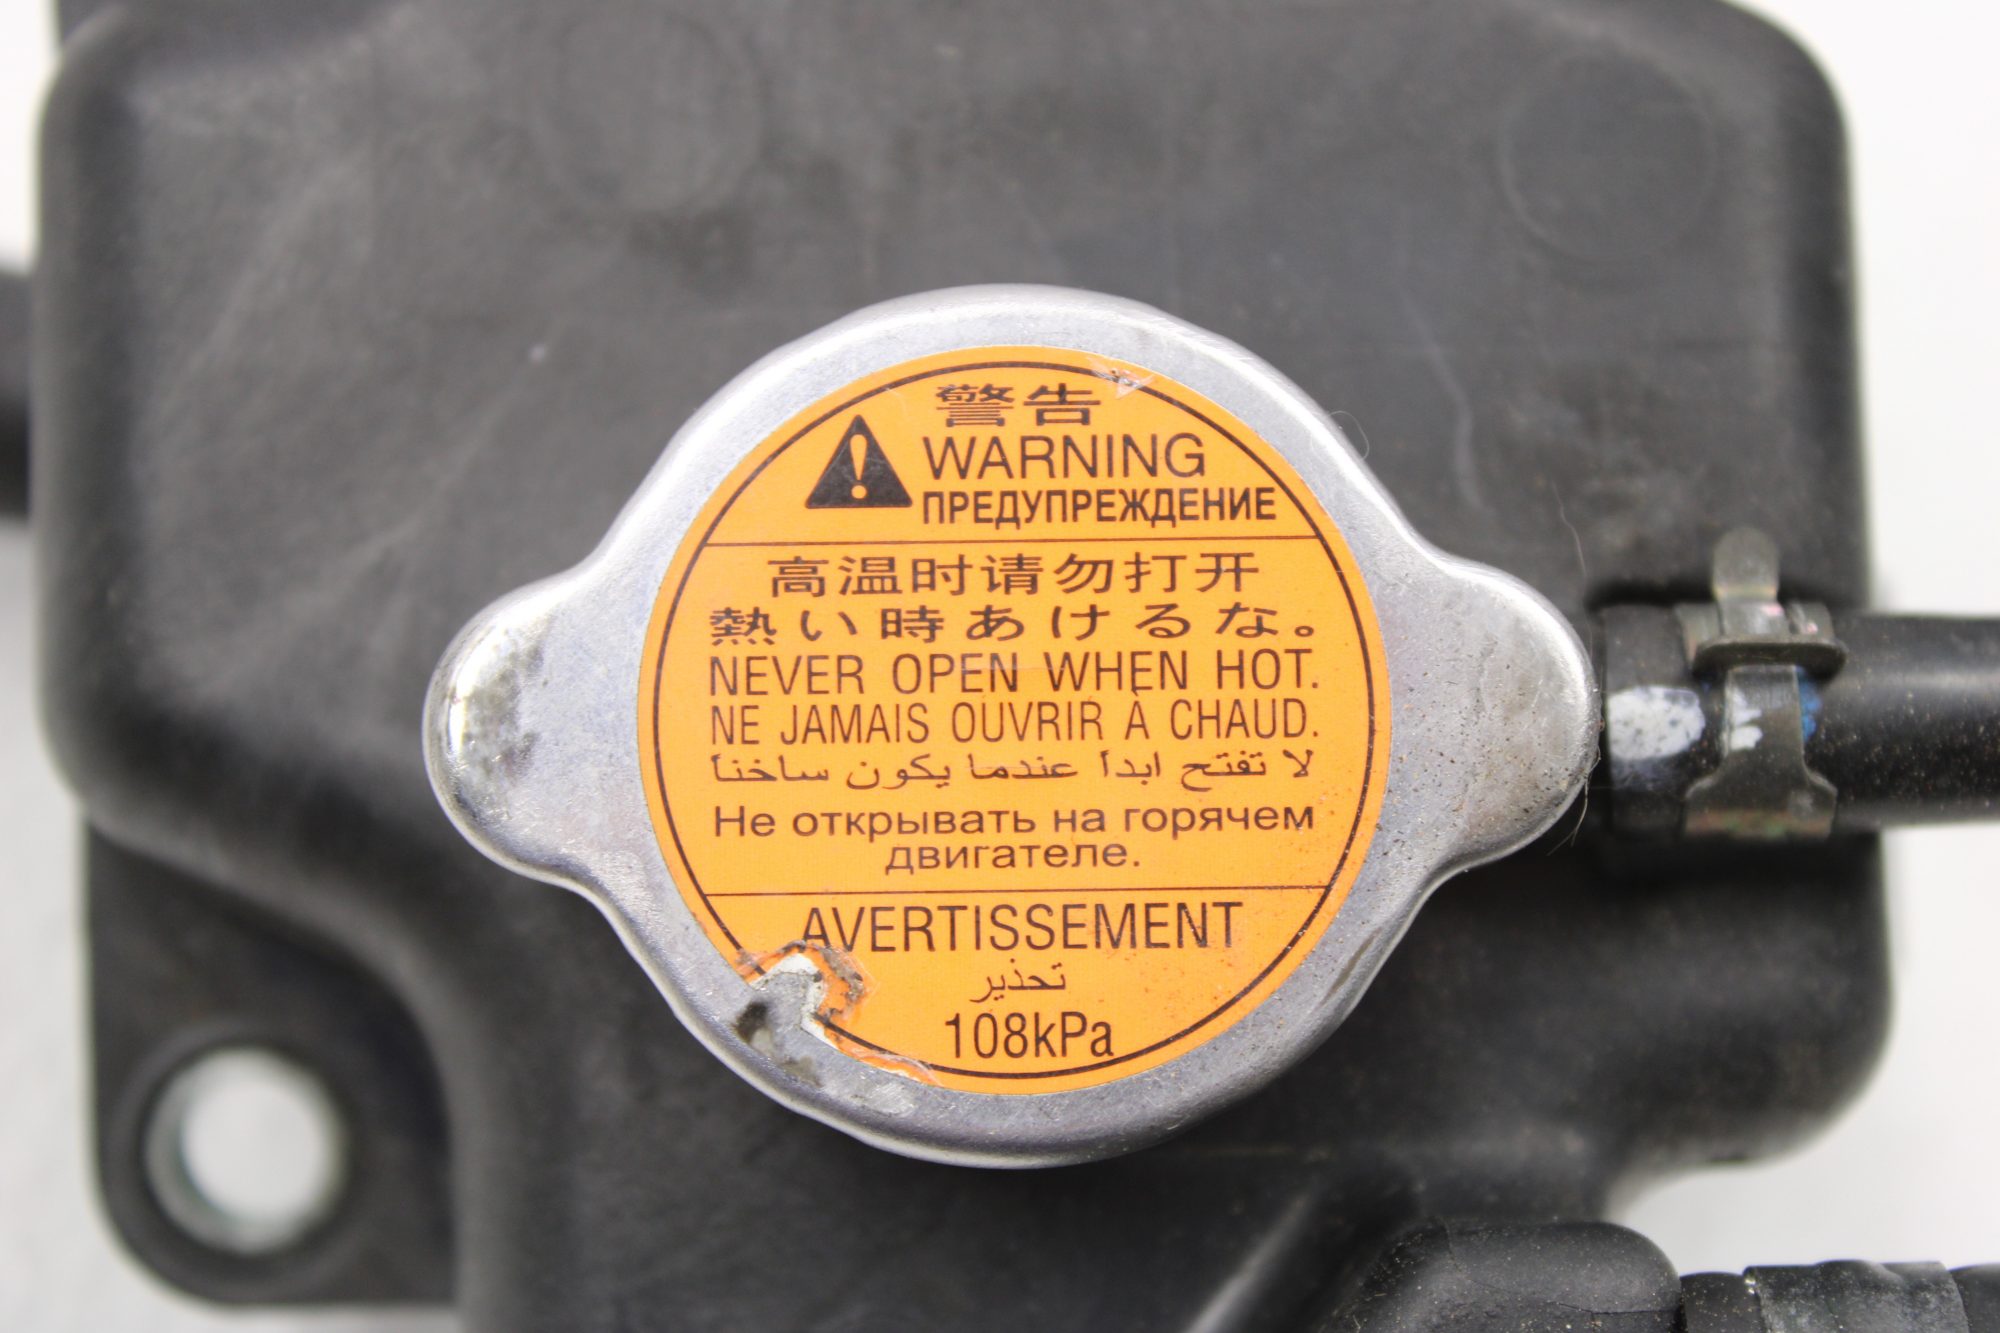 警告
WARNING
ПРЕДУПРЕЖДЕНИЕ
高温时请勿打开
熱い時あけるな。
NEVER OPEN WHEN HOT.
NE JAMAIS OUVRIR À CHAUD.
لا تفتح ابداً عندما يكون ساخناً
Не открывать на горячем
двигателе.
AVERTISSEMENT
تحذير
108kPa